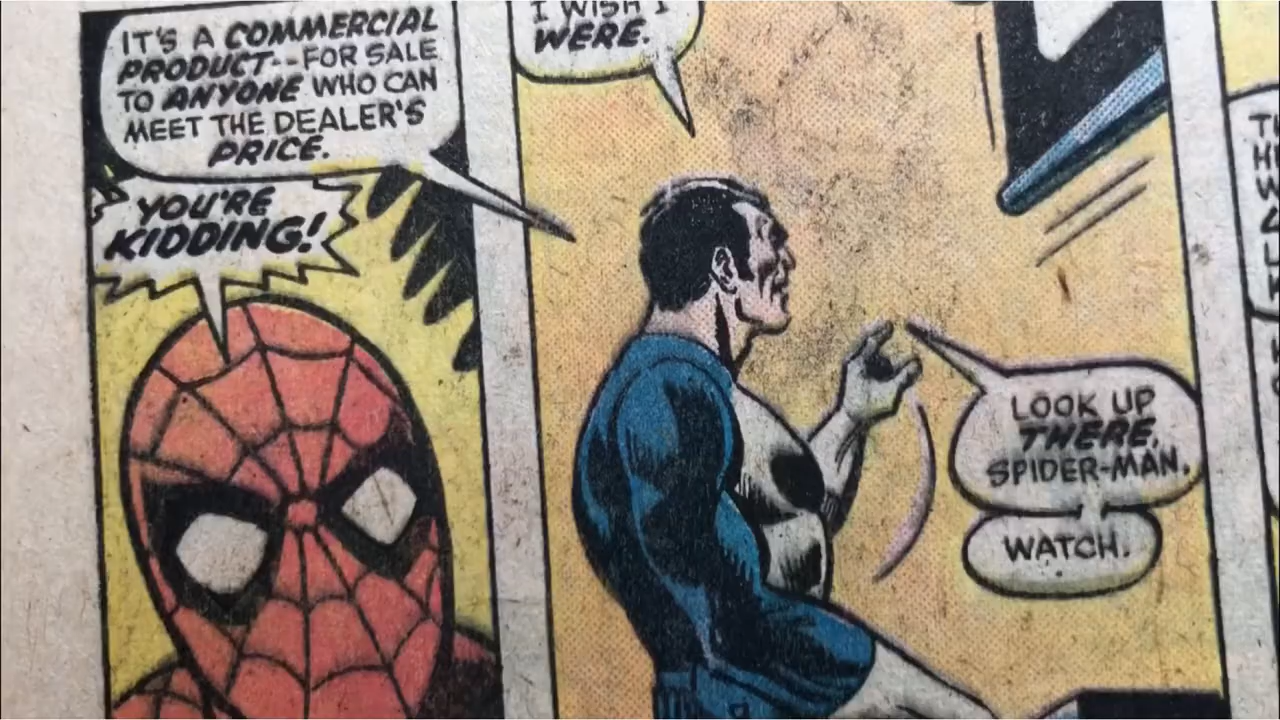 IT'S A COMMERCIAL
PRODUCT--FOR SALE
TO ANYONE WHO CAN
MEET THE DEALER'S
PRICE.
YOU'RE
KIDDING!
I WISH I
WERE.
LOOK UP
THERE,
SPIDER-MAN.
WATCH.